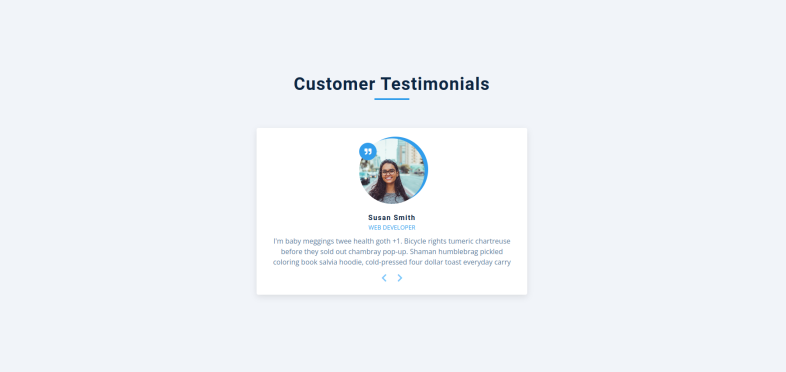 Customer Testimonials
Susan Smith
WEB DEVELOPER
I'm baby meggings twee health goth +1. Bicycle rights tumeric chartreuse
before they sold out chambray pop-up. Shaman humblebrag pickled
coloring book salvia hoodie, cold-pressed four dollar toast everyday carry